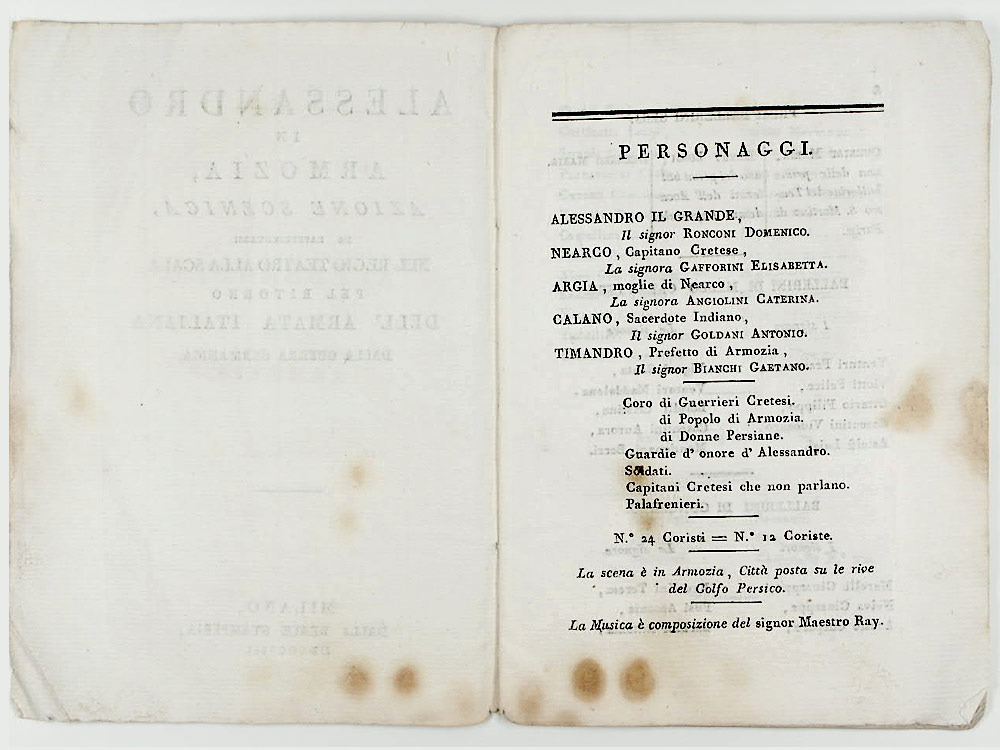 PERSONAGGI.
ALESSANDRO IL GRANDE,
Il signor RONCONI DOMENICO.
NEARCO, Capitano Cretese,
La signora GAFFORINI ELISABETTA.
ARGIA, moglie di Nearco,
La signora ANGIOLINI CATERINA.
CALANO, Sacerdote Indiano,
Il signor GOLDANI ANTONIO.
TIMANDRO, Prefetto di Armozia,
Il signor BIANCHI GAETANO.
Coro di Guerrieri Cretesi.
di Popolo di Armozia.
di Donne Persiane.
Guardie d' onore d' Alessandro.
Soldati.
Capitani Cretesi che non parlano.
Palafrenieri.
N.° 24 Coristi = N.° 12 Coriste.
La scena è in Armozia, Città posta su le rive
del Golfo Persico.
La Musica è composizione del signor Maestro Ray.